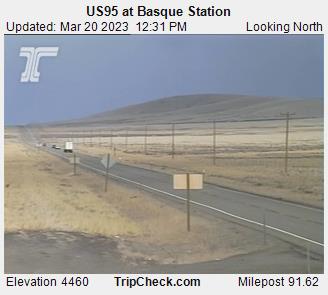 US95 at Basque Station
Updated: Mar 20 2023 12:31 PM Looking North
Elevation 4460 TripCheck.com Milepost 91.62